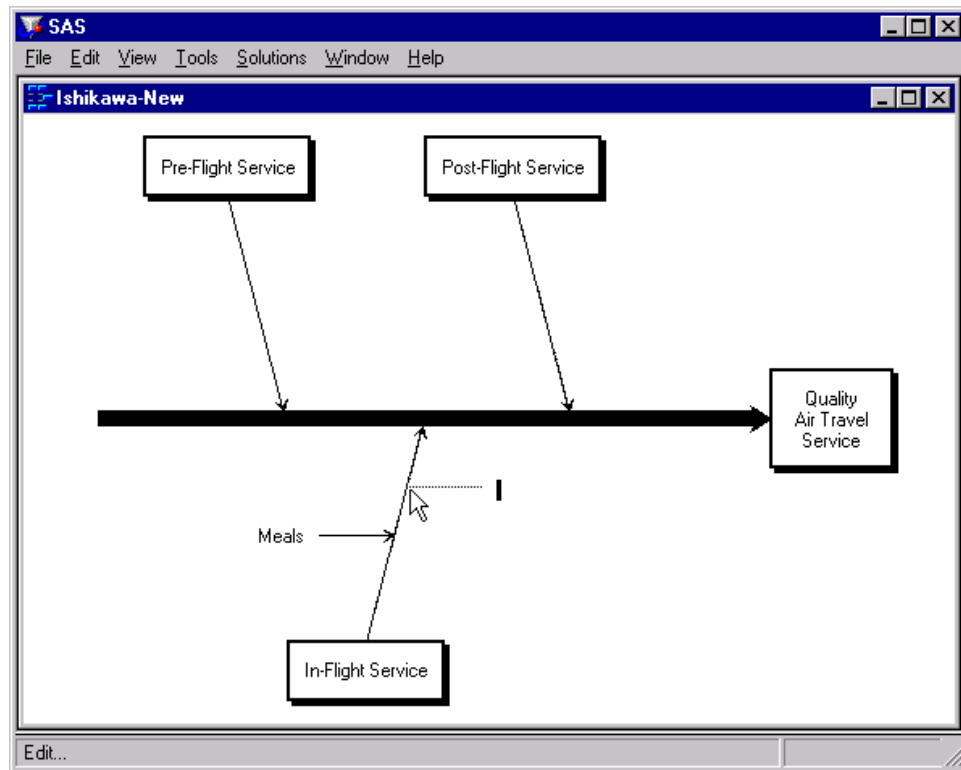 SAS
File Edit View Tools Solutions Window Help
Ishikawa-New
Pre-Flight Service
Post-Flight Service
Quality
Air Travel
Service
Meals
In-Flight Service
Edit...